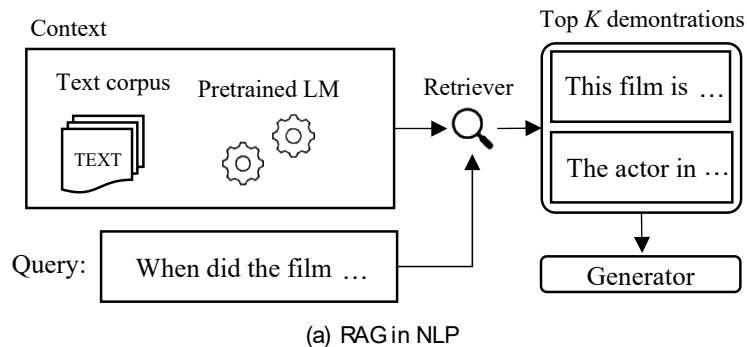 Context
Top K demontrations
Text corpus
Pretrained LM
Retriever
TEXT
This film is ...
The actor in ...
Query:
When did the film ...
Generator
(a) RAG in NLP